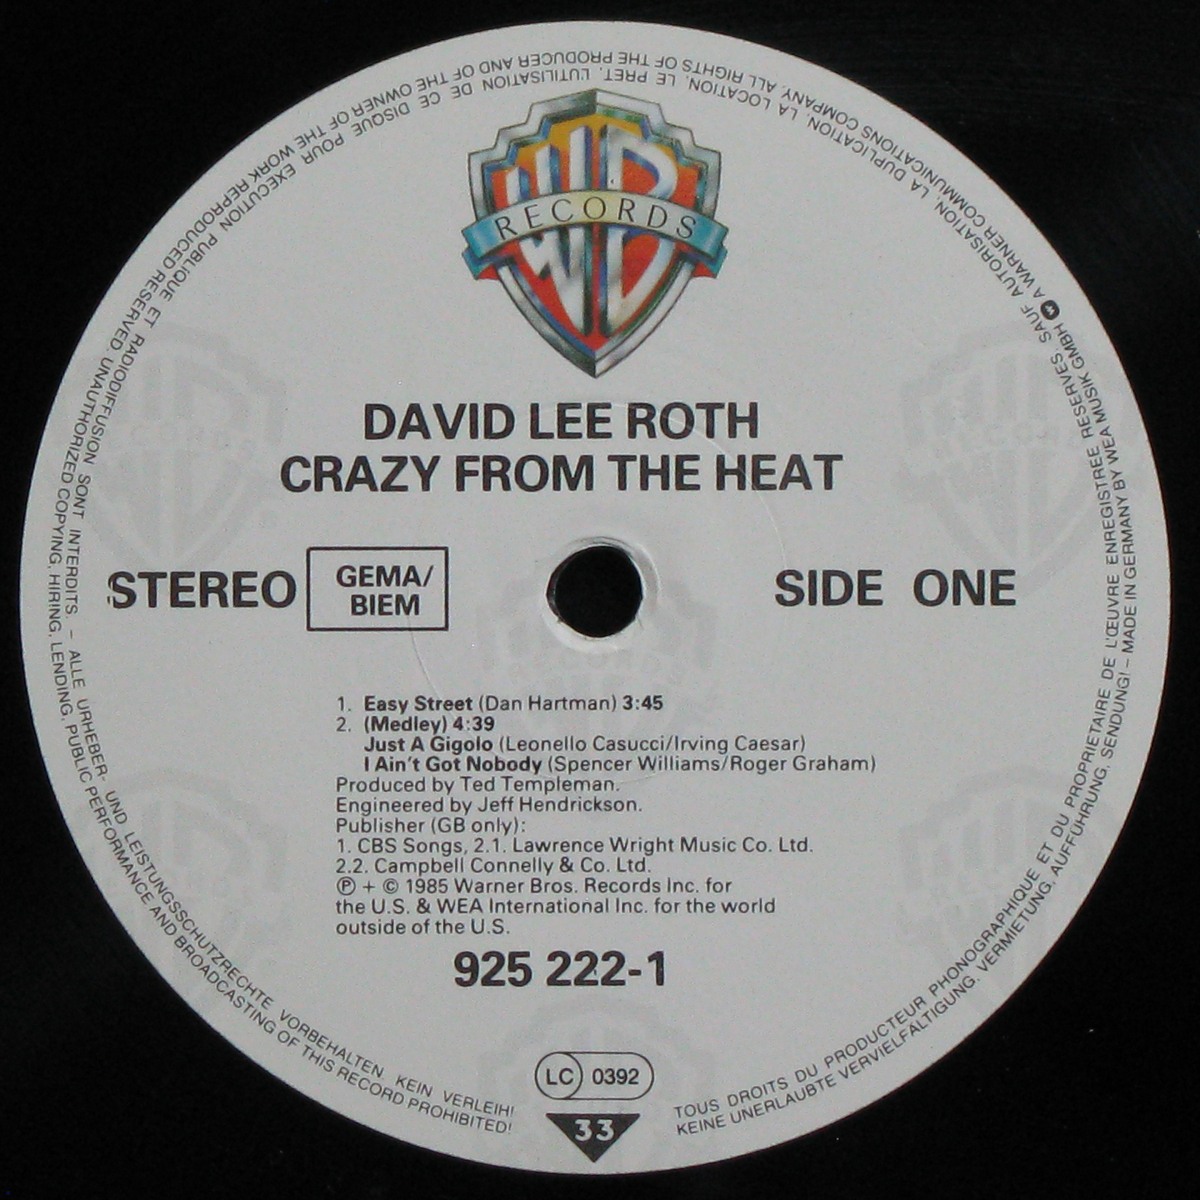 WB
RECORDS
DAVID LEE ROTH
CRAZY FROM THE HEAT
STEREO
GEMA/
BIEM
SIDE ONE
1. Easy Street (Dan Hartman) 3:45
2. (Medley) 4:39
Just A Gigolo (Leonello Casucci/Irving Caesar)
I Ain't Got Nobody (Spencer Williams/Roger Graham)
Produced by Ted Templeman.
Engineered by Jeff Hendrickson.
Publisher (GB only):
1. CBS Songs, 2.1. Lawrence Wright Music Co. Ltd.
2.2. Campbell Connelly & Co. Ltd.
℗ + © 1985 Warner Bros. Records Inc. for
the U.S. & WEA International Inc. for the world
outside of the U.S.
925 222-1
LC 0392
33
TOUS DROITS DU PRODUCTEUR PHONOGRAPHIQUE ET DU PROPRIETAIRE DE L'ŒUVRE ENREGISTREE RESERVES. SAUF AUTORISATION, LA DUPLICATION, LA LOCATION, LE PRET, L'UTILISATION DE CE DISQUE POUR EXECUTION PUBLIQUE ET RADIODIFFUSION SONT INTERDITS. – ALLE URHEBER- UND LEISTUNGSSCHUTZRECHTE VORBEHALTEN KEIN VERLEIH!
KEINE UNERLAUBTE VERVIELFÄLTIGUNG, VERMIETUNG, AUFFÜHRUNG, SENDUNG! – MADE IN GERMANY BY WEA MUSIK GMBH A WARNER COMMUNICATIONS COMPANY. ALL RIGHTS OF THE PRODUCER AND OF THE OWNER OF THE WORK REPRODUCED RESERVED. UNAUTHORIZED COPYING, HIRING, LENDING, PUBLIC PERFORMANCE AND BROADCASTING OF THIS RECORD PROHIBITED!